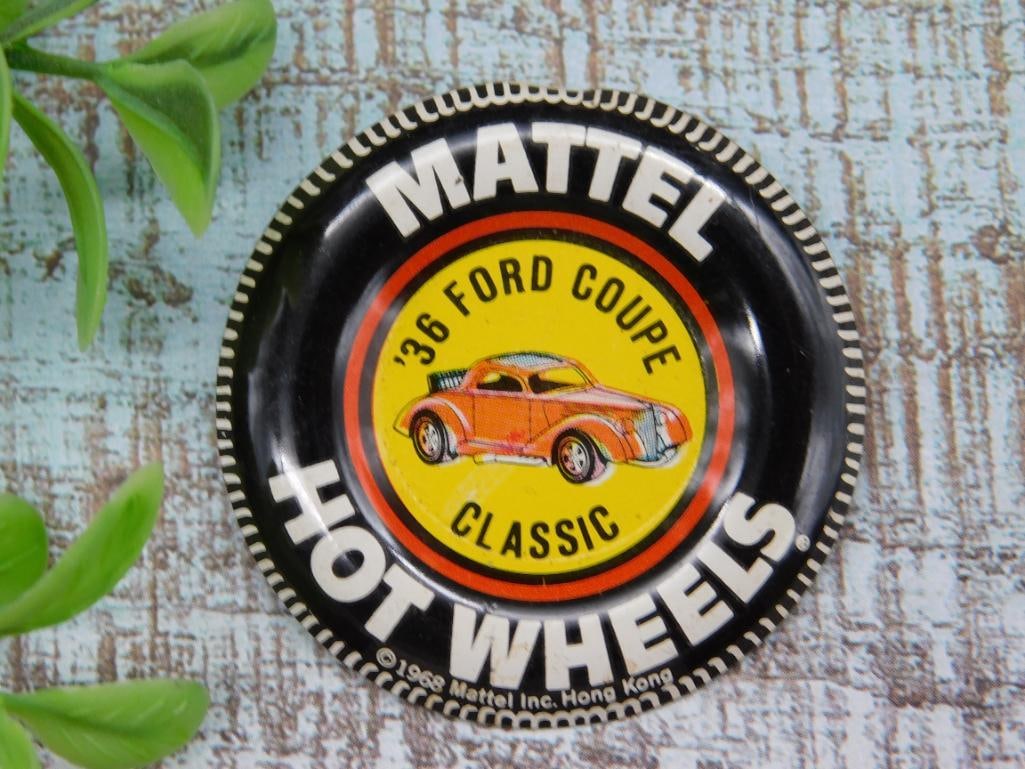 MATTEL
'36 FORD COUPE
CLASSIC
HOT WHEELS®
©1968 Mattel Inc. Hong Kong